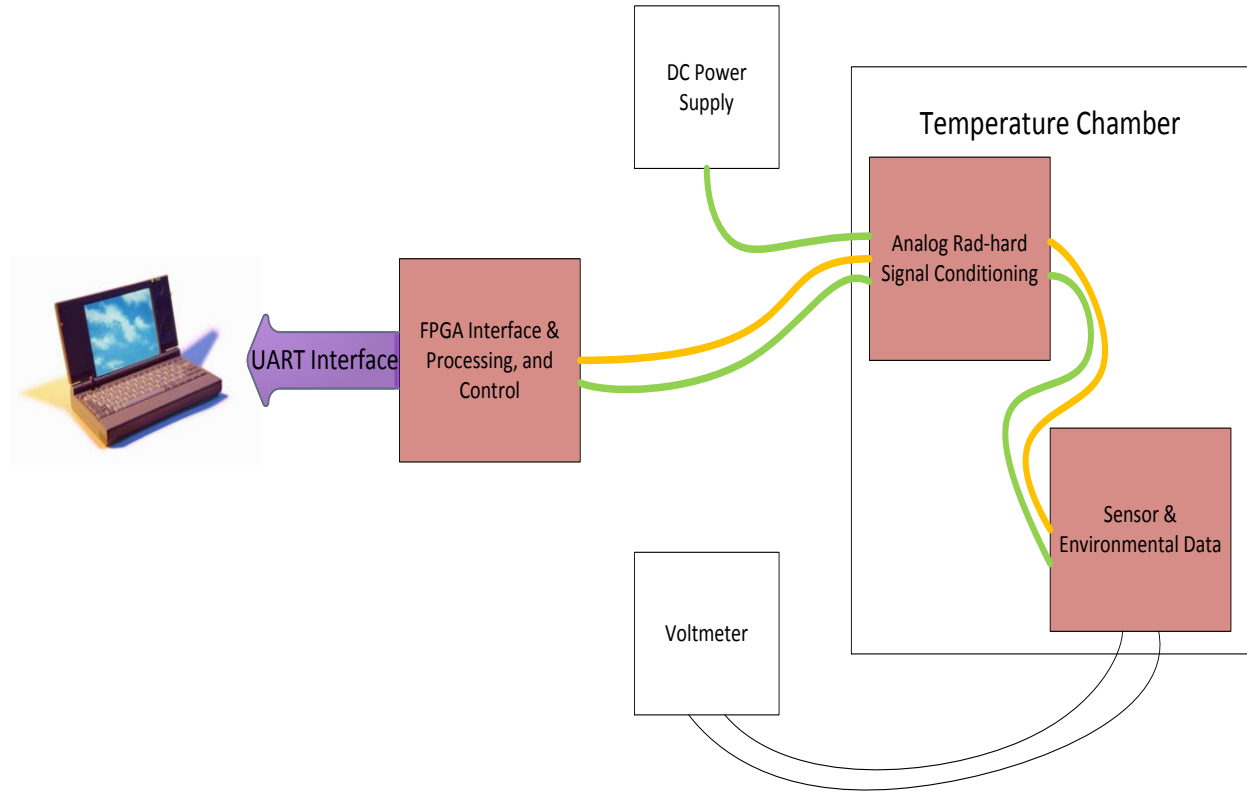 DC Power
Supply
Temperature Chamber
Analog Rad-hard
Signal Conditioning
UART Interface
FPGA Interface &
Processing, and
Control
Sensor &
Environmental Data
Voltmeter